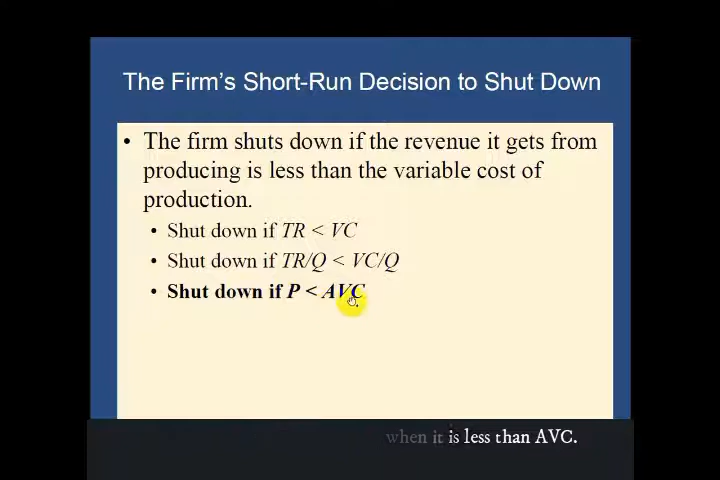 The Firm's Short-Run Decision to Shut Down
• The firm shuts down if the revenue it gets from
producing is less than the variable cost of
production.
• Shut down if TR < VC
• Shut down if TR/Q < VC/Q
• Shut down if P < AVC
when it is less than AVC.